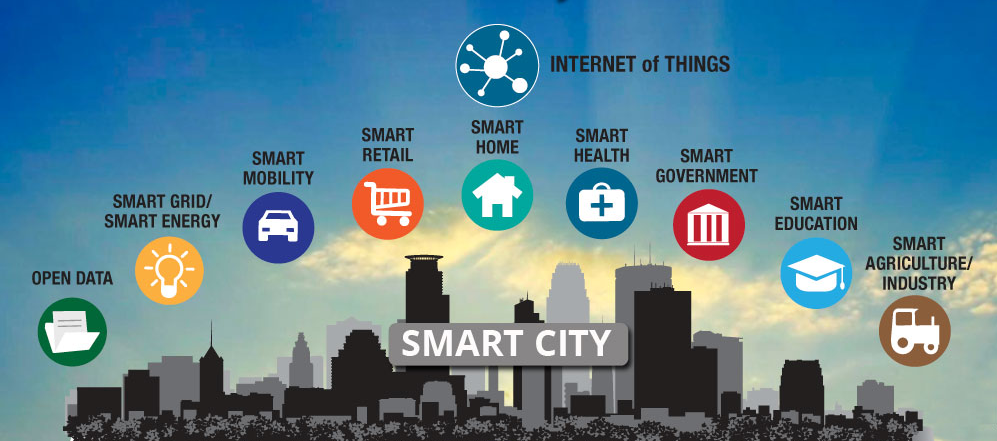 INTERNET of THINGS
SMART
HOME
SMART
RETAIL
SMART
HEALTH
SMART
MOBILITY
SMART
GOVERNMENT
SMART GRID/
SMART ENERGY
SMART
EDUCATION
OPEN DATA
SMART
AGRICULTURE/
INDUSTRY
SMART CITY